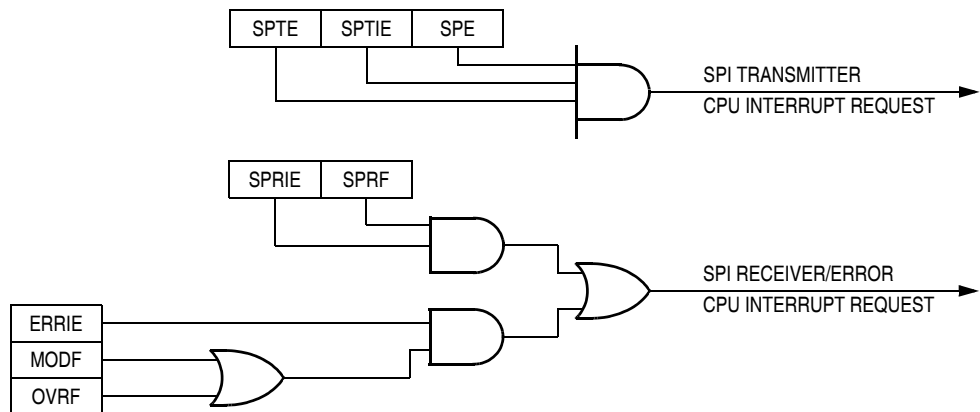 SPTE SPTIE SPE
SPI TRANSMITTER
CPU INTERRUPT REQUEST
SPRIE SPRF
SPI RECEIVER/ERROR
CPU INTERRUPT REQUEST
ERRIE
MODF
OVRF